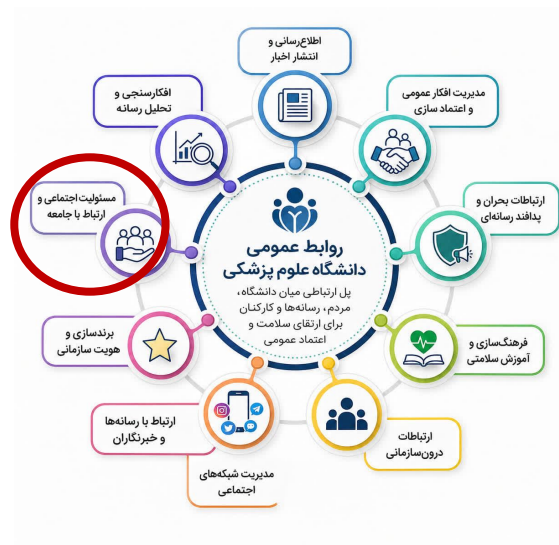 اطلاع‌رسانی و
انتشار اخبار
مدیریت افکار عمومی
و اعتماد سازی
ارتباطات بحران و
پدافند رسانه‌ای
فرهنگ‌سازی و
آموزش سلامتی
ارتباطات
درون‌سازمانی
مدیریت شبکه‌های
اجتماعی
ارتباط با رسانه‌ها
و خبرنگاران
برندسازی و
هویت سازمانی
مسئولیت اجتماعی و
ارتباط با جامعه
افکارسنجی و
تحلیل رسانه
روابط عمومی
دانشگاه علوم پزشکی
پل ارتباطی میان دانشگاه،
مردم، رسانه‌ها و کارکنان
برای ارتقای سلامت و
اعتماد عمومی